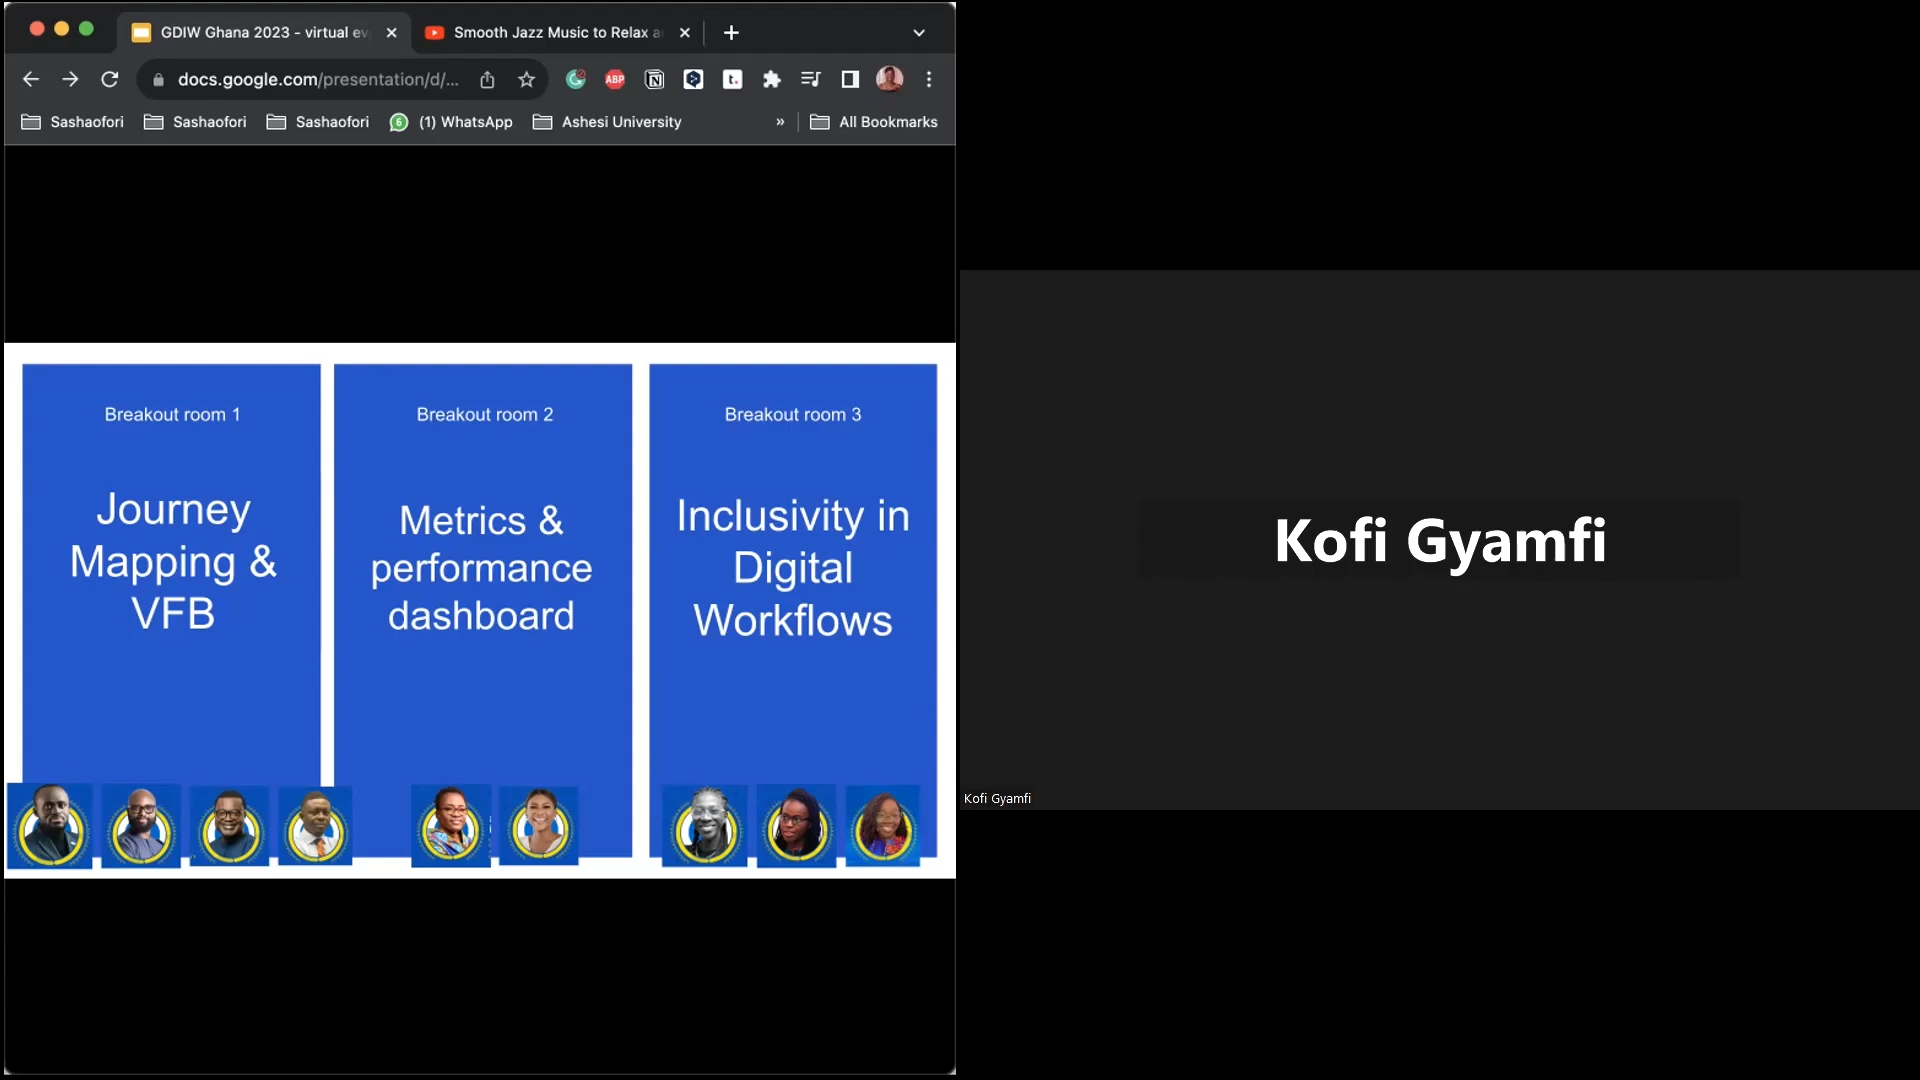 GDIW Ghana 2023 - virtual ev
Smooth Jazz Music to Relax a
docs.google.com/presentation/d/...
ABP
t.
Sashaofori
Sashaofori
Sashaofori
6
(1) WhatsApp
Ashesi University
»
All Bookmarks
Breakout room 1
Journey
Mapping &
VFB
Breakout room 2
Metrics &
performance
dashboard
Breakout room 3
Inclusivity in
Digital
Workflows
Kofi Gyamfi
Kofi Gyamfi